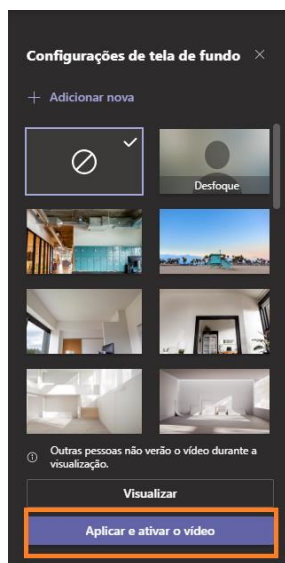 Configurações de tela de fundo
Adicionar nova
Desfoque
Outras pessoas não verão o vídeo durante a
visualização.
Visualizar
Aplicar e ativar o vídeo